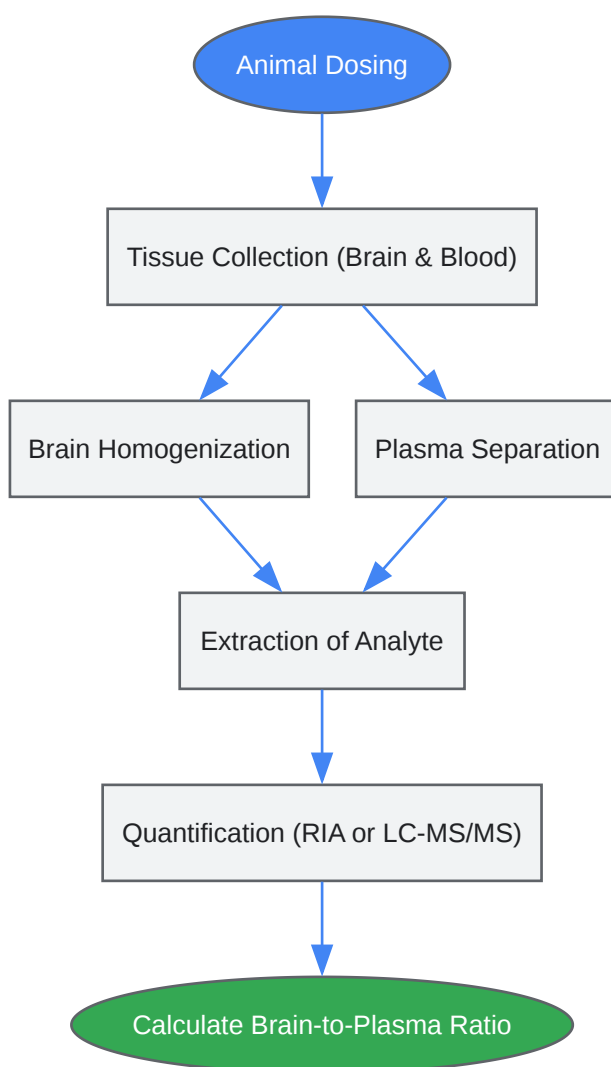 Animal Dosing
Tissue Collection (Brain & Blood)
Brain Homogenization
Plasma Separation
Extraction of Analyte
Quantification (RIA or LC-MS/MS)
Calculate Brain-to-Plasma Ratio